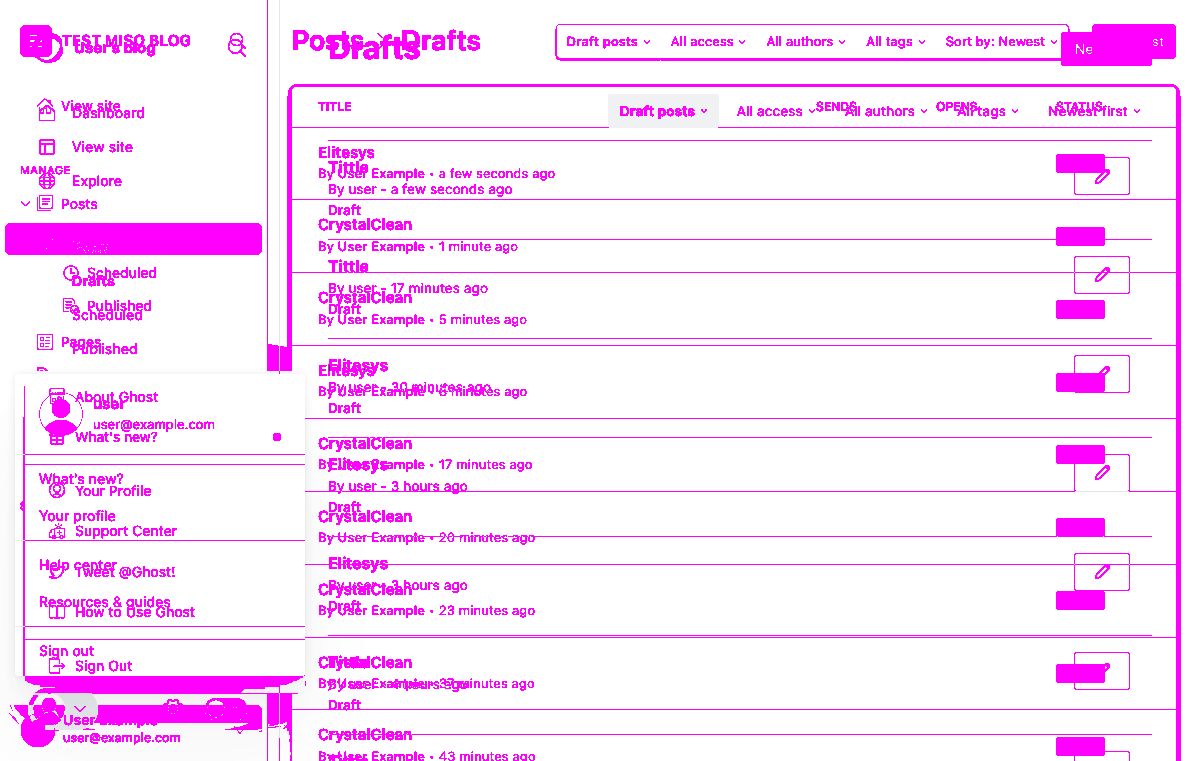 TEST MISO BLOG
User's Blog
Posts
Drafts
Drafts
Draft posts
All access
All authors
All tags
Sort by: Newest
Ne
st
View site
Dashboard
View site
MANAGE
Explore
Posts
Scheduled
Drafts
Published
Scheduled
Pages
Published
TITLE
SENDS
OPENS
STATUS
Draft posts
All access
All authors
All tags
Newest first
Elitesys
By User Example • a few seconds ago
Tittle
By user - a few seconds ago
Draft
CrystalClean
By User Example • 1 minute ago
Tittle
By user - 17 minutes ago
Draft
CrystalClean
By User Example • 5 minutes ago
Elitesys
By user - 30 minutes ago
Draft
Elitesys
By User Example • 8 minutes ago
CrystalClean
By User Example • 17 minutes ago
Elitesys
By user - 3 hours ago
Draft
CrystalClean
By User Example • 20 minutes ago
Elitesys
By user - 3 hours ago
Draft
CrystalClean
By User Example • 23 minutes ago
CrystalClean
By User Example • 37 minutes ago
Draft
CrystalClean
By User Example • 43 minutes ago
About Ghost
user
user@example.com
What's new?
What's new?
Your Profile
Your profile
Support Center
Help center
Tweet @Ghost!
Resources & guides
How to Use Ghost
Sign out
Sign Out
User Example
user@example.com